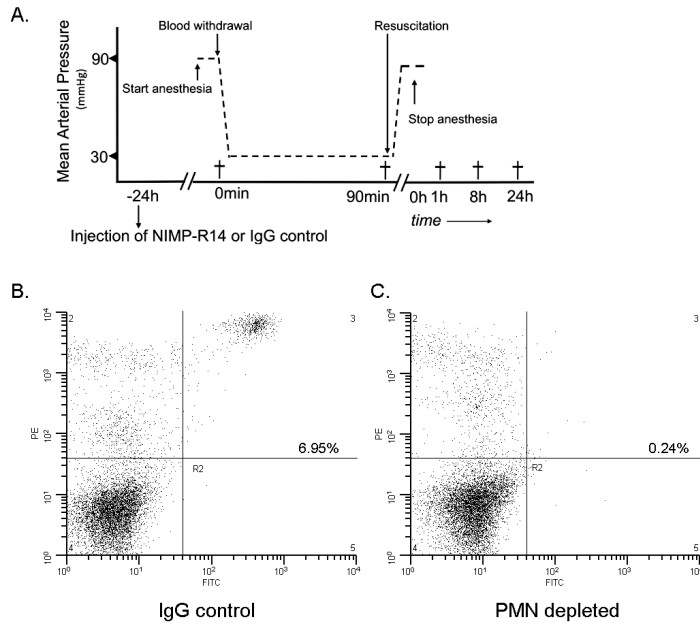 A.
Mean Arterial Pressure
(mmHg)
90
30
Blood withdrawal
Resuscitation
Start anesthesia
Stop anesthesia
-24h
0min
90min
0h
1h
8h
24h
time
Injection of NIMP-R14 or IgG control
B.
C.
2
3
4
5
PE
10⁴
10³
10²
10¹
10⁰
6.95%
R2
10⁰
10¹
10²
10³
10⁴
FITC
IgG control
2
3
4
5
PE
10⁴
10³
10²
10¹
10⁰
0.24%
R2
10⁰
10¹
10²
10³
10
FITC
PMN depleted